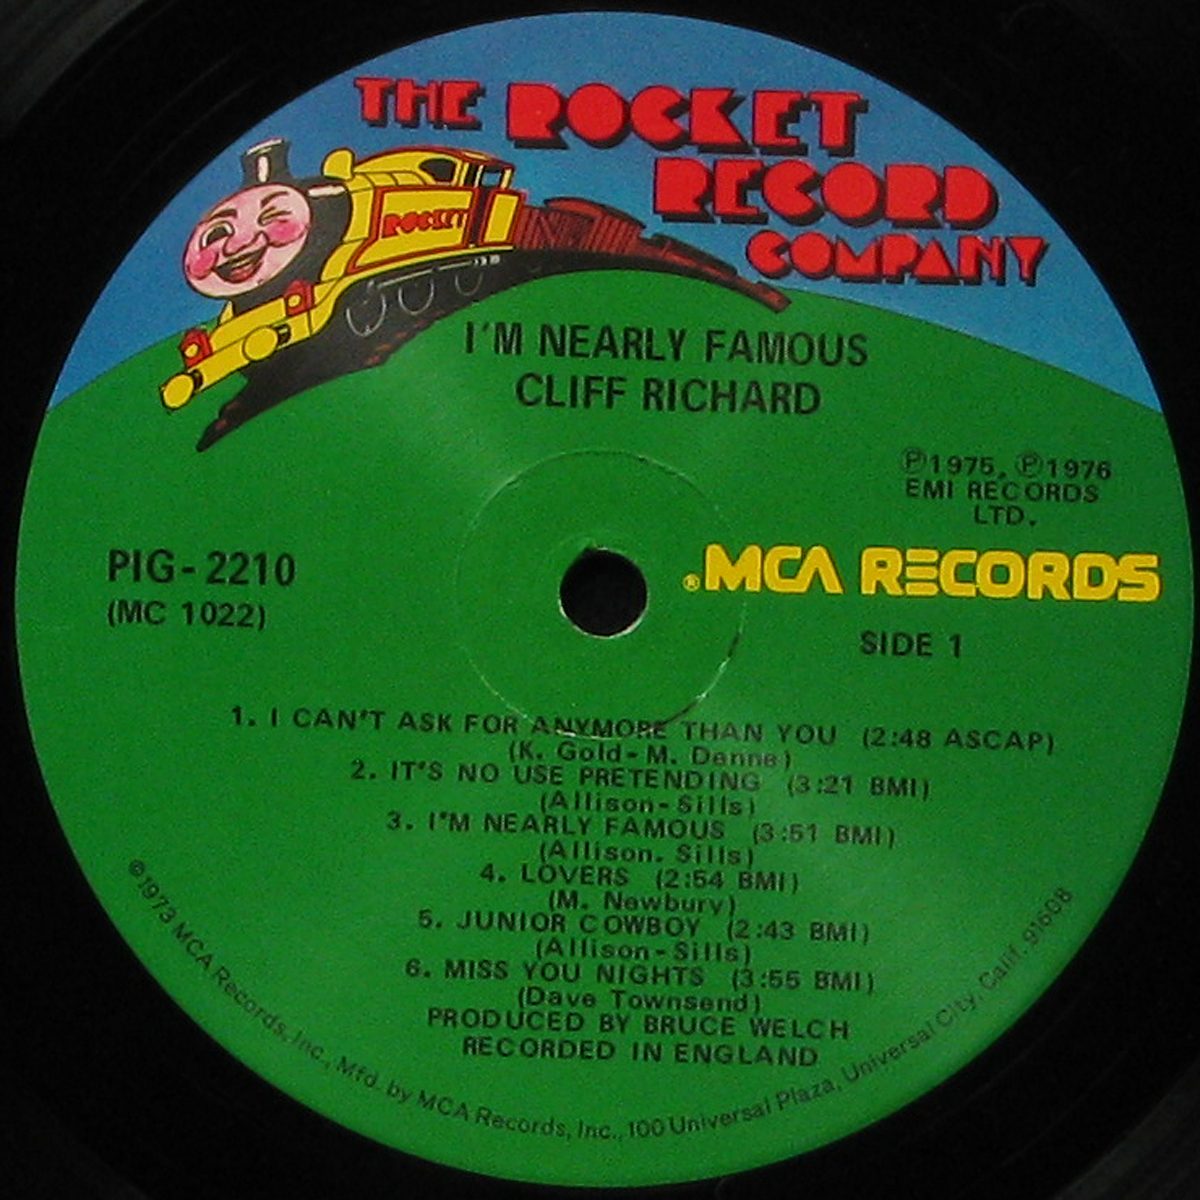 THE ROCKET
RECORD
COMPANY
ROCKET
I'M NEARLY FAMOUS
CLIFF RICHARD
℗1975, ℗1976
EMI RECORDS
LTD.
PIG-2210
(MC 1022)
®MCA RECORDS
SIDE 1
1. I CAN'T ASK FOR ANYMORE THAN YOU (2:48 ASCAP)
(K. Gold-M. Denne)
2. IT'S NO USE PRETENDING (3:21 BMI)
(Allison-Sills)
3. I'M NEARLY FAMOUS (3:51 BMI)
(Allison. Sills)
4. LOVERS (2:54 BMI)
(M. Newbury)
5. JUNIOR COWBOY (2:43 BMI)
(Allison-Sills)
6. MISS YOU NIGHTS (3:55 BMI)
(Dave Townsend)
PRODUCED BY BRUCE WELCH
RECORDED IN ENGLAND
©1973 MCA Records, Inc., Mfd. by MCA Records, Inc., 100 Universal Plaza, Universal City, Calif. 91608